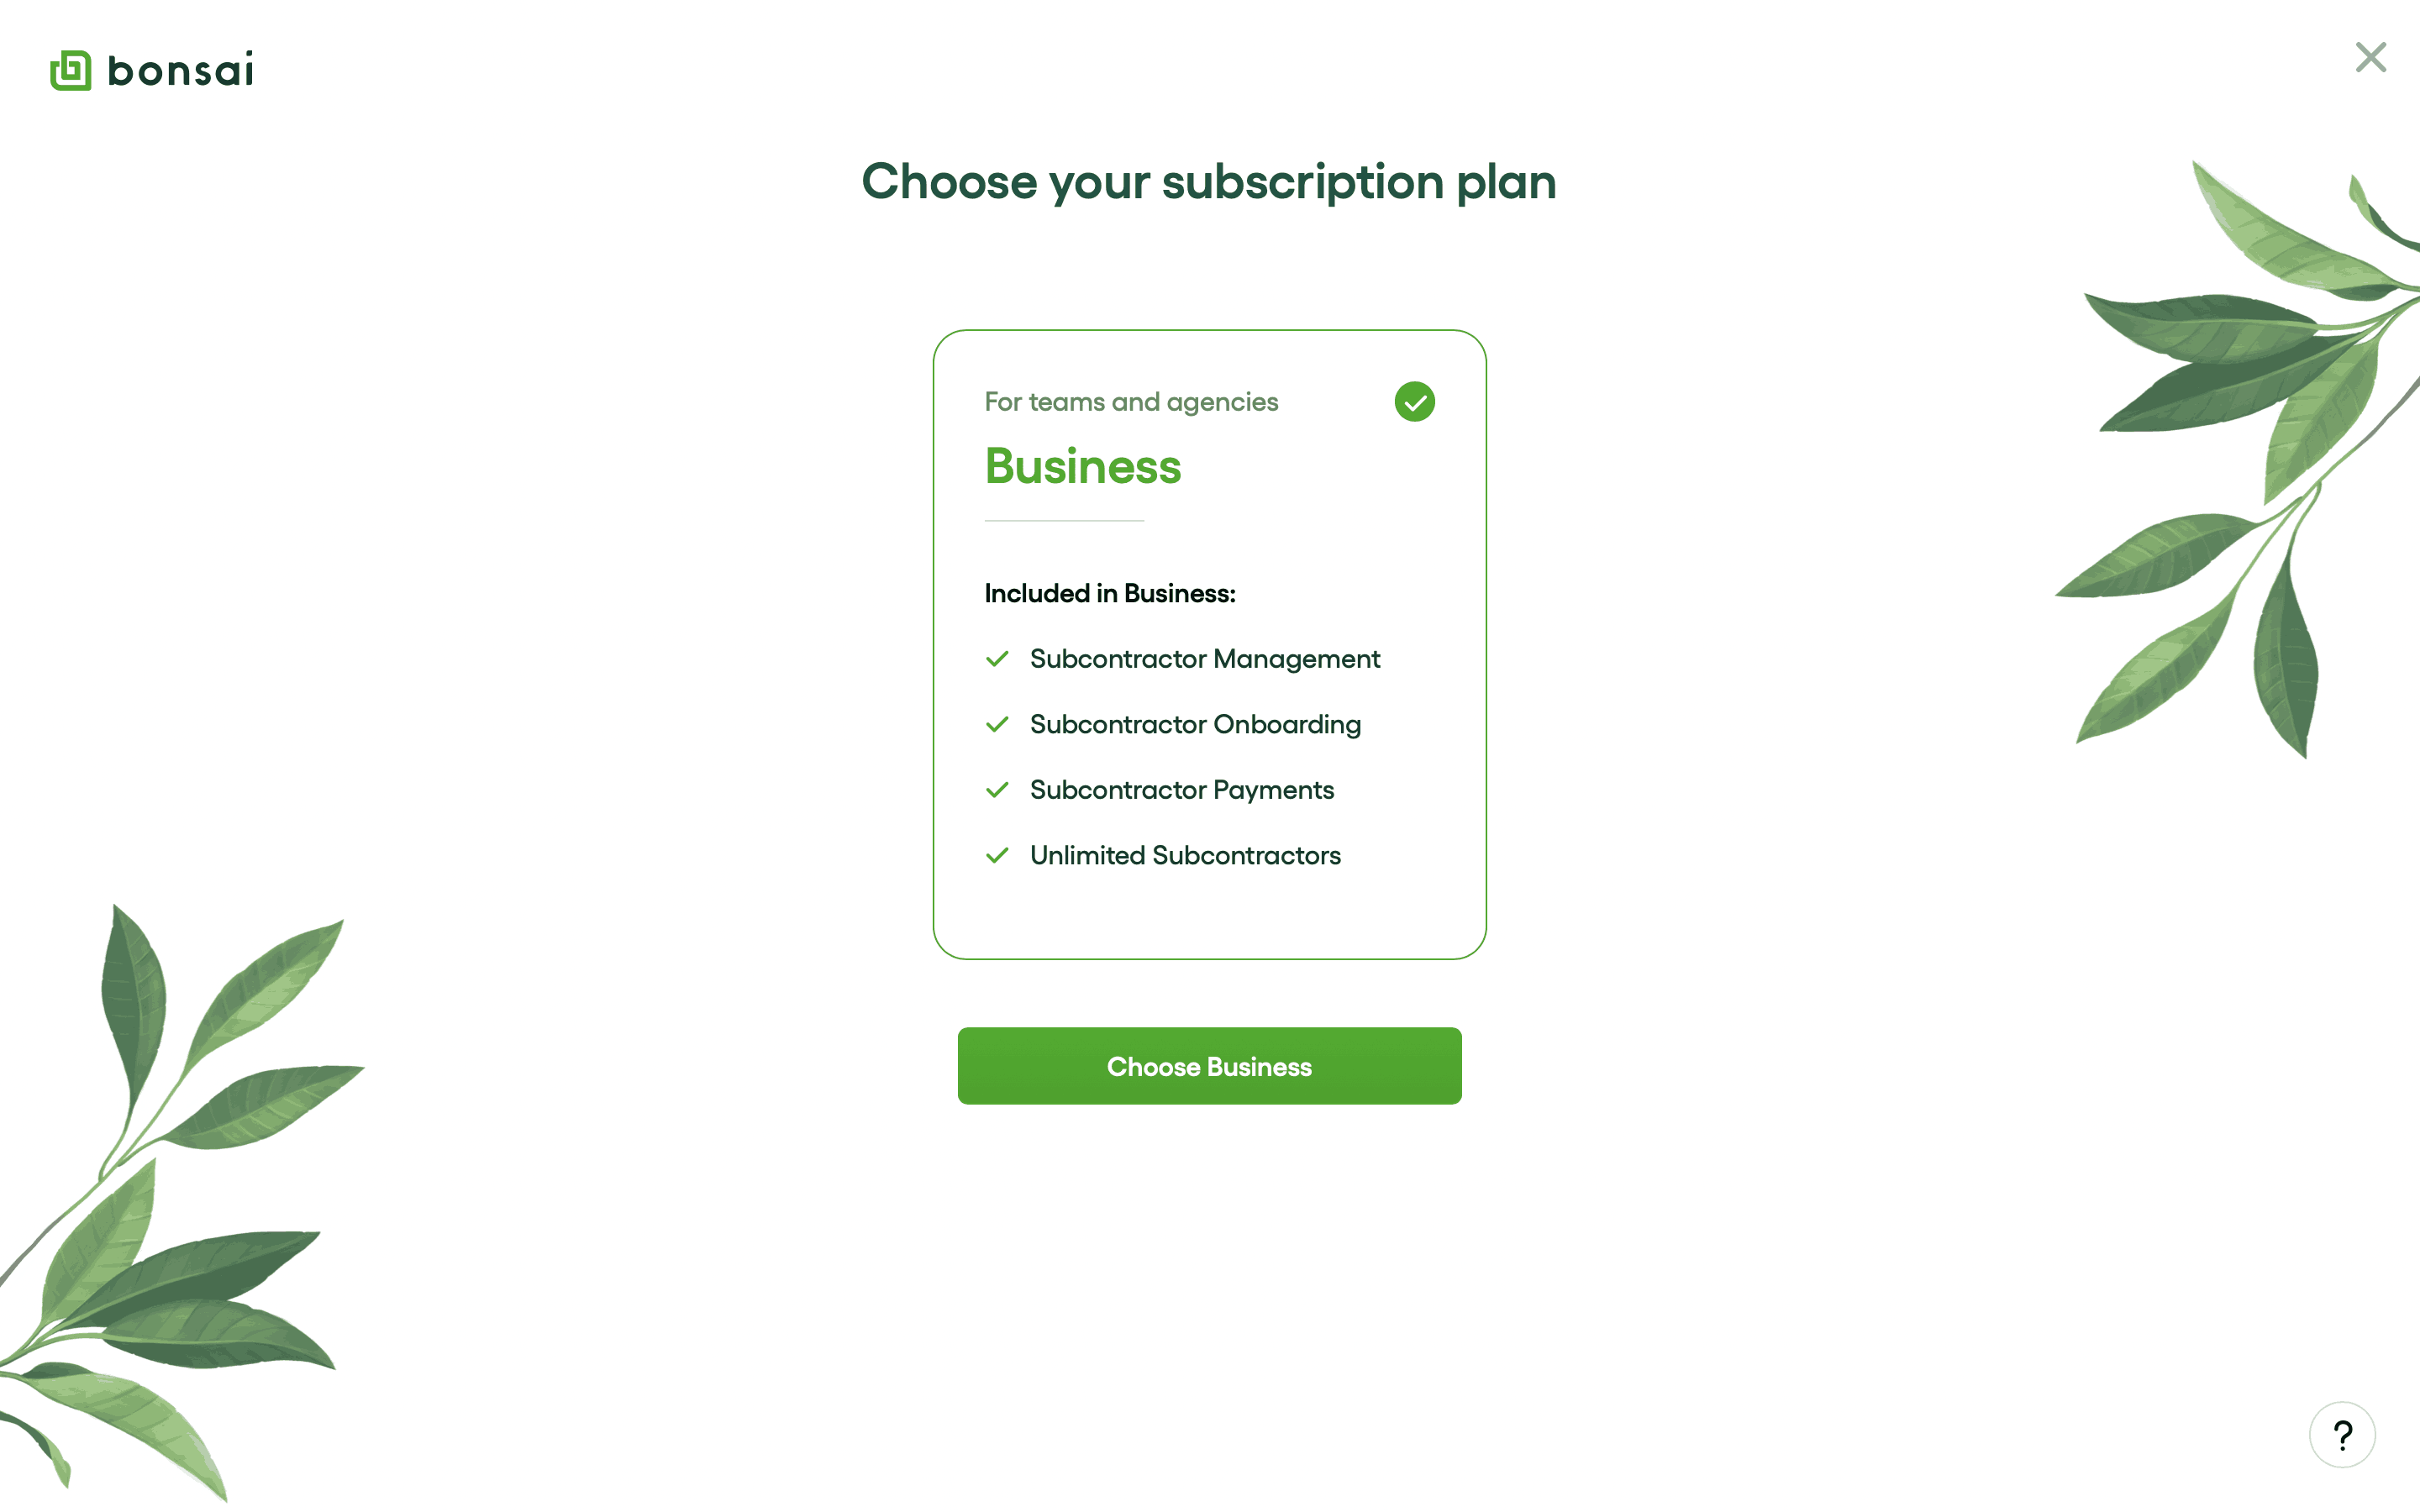 bonsai
Choose your subscription plan
For teams and agencies
Business
Included in Business:
Subcontractor Management
Subcontractor Onboarding
Subcontractor Payments
Unlimited Subcontractors
Choose Business
?